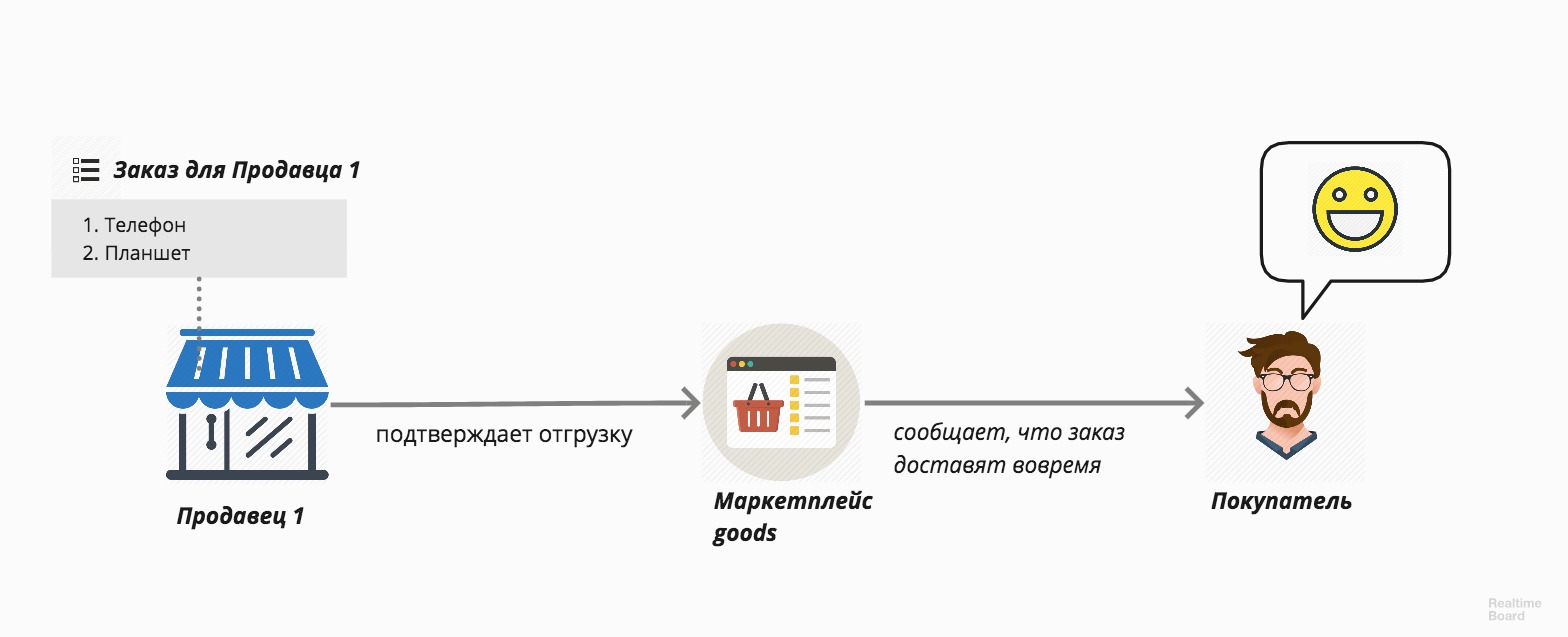 Заказ для Продавца 1
1. Телефон
2. Планшет
подтверждает отгрузку
сообщает, что заказ
доставят вовремя
Продавец 1
Маркетплейс
goods
Покупатель
Realtime
Board